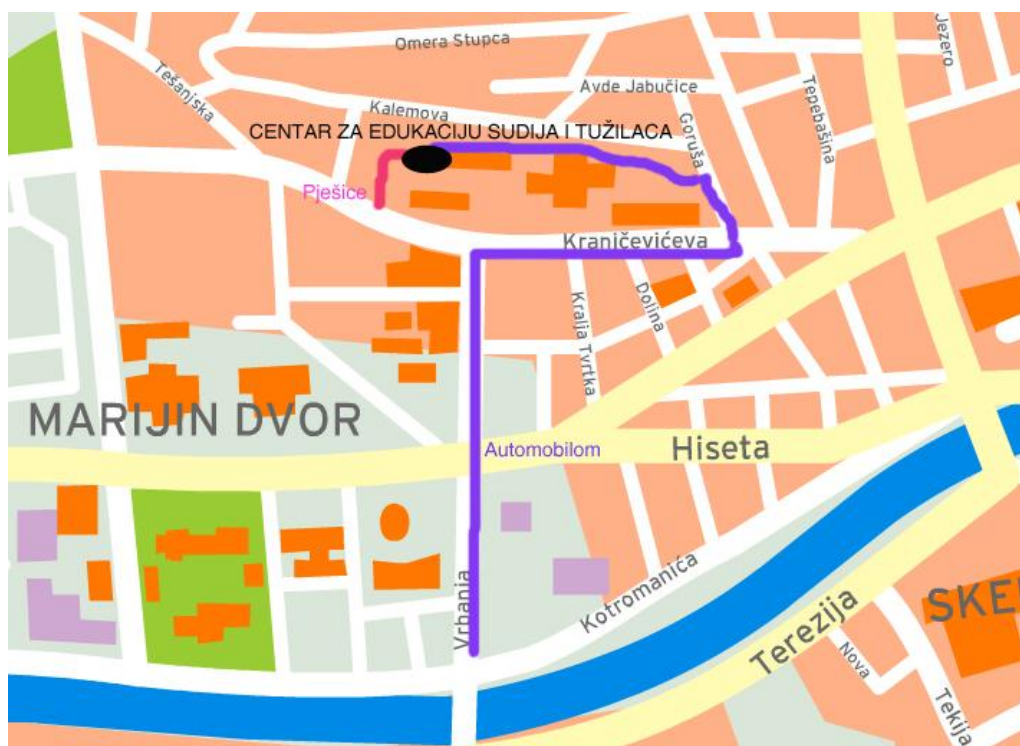 Omera Stupca
Jezero
Tešanjska
Avde Jabučice
Tepebašina
Kalemova
Goruša
CENTAR ZA EDUKACIJU SUDIJA I TUŽILACA
Pješice
Kraničevićeva
Dolina
Kralja Tvrtka
MARIJIN DVOR
Automobilom
Hiseta
Vrbanja
Kotromanića
Terezija
SKE
Nova
Tekija